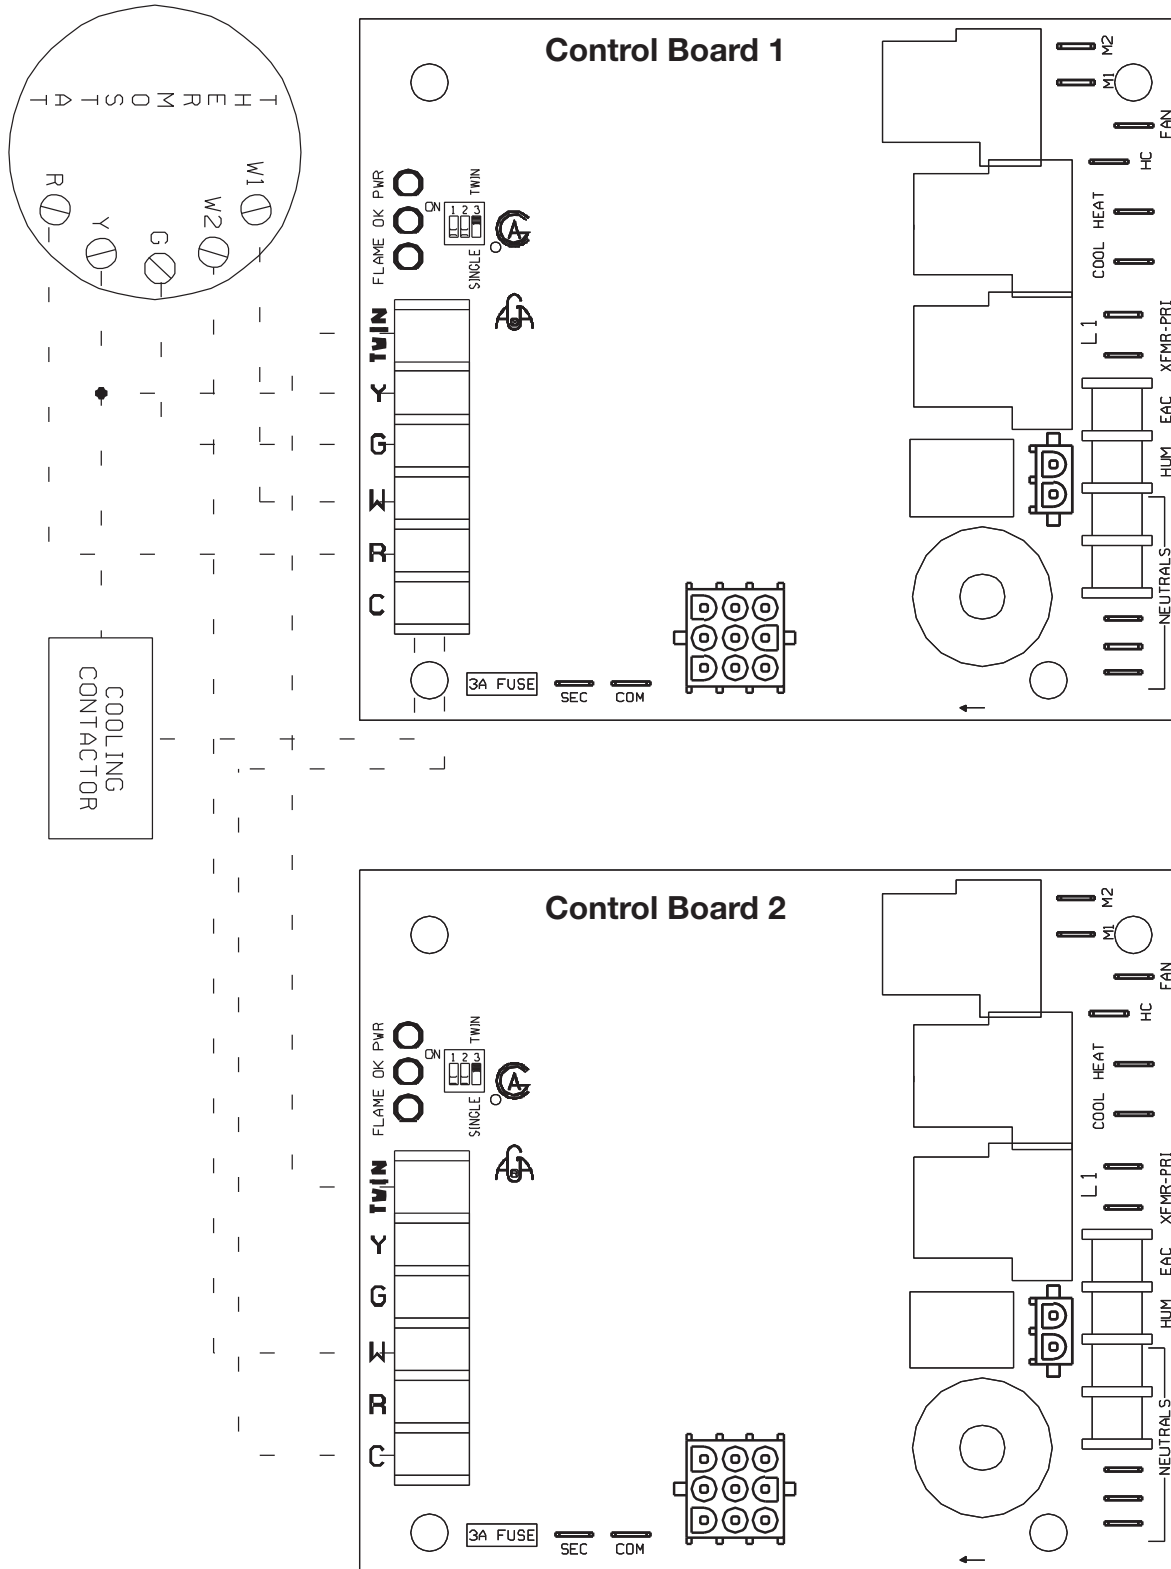 Control Board 1
M2
M1
FAN
HC
HEAT
COOL
L1
XFMR-PRI
EAC
HUM
NEUTRALS
THERMOSTAT
R
Y
G
W2
W1
PWR
OK
FLAME
ON
1 2 3
TWIN
SINGLE
A
TWIN
Y
G
W
R
C
3A FUSE
SEC
COM
COOLING
CONTACTOR
Control Board 2
M2
M1
FAN
HC
HEAT
COOL
L1
XFMR-PRI
EAC
HUM
NEUTRALS
PWR
OK
FLAME
ON
1 2 3
TWIN
SINGLE
A
TWIN
Y
G
W
R
C
3A FUSE
SEC
COM